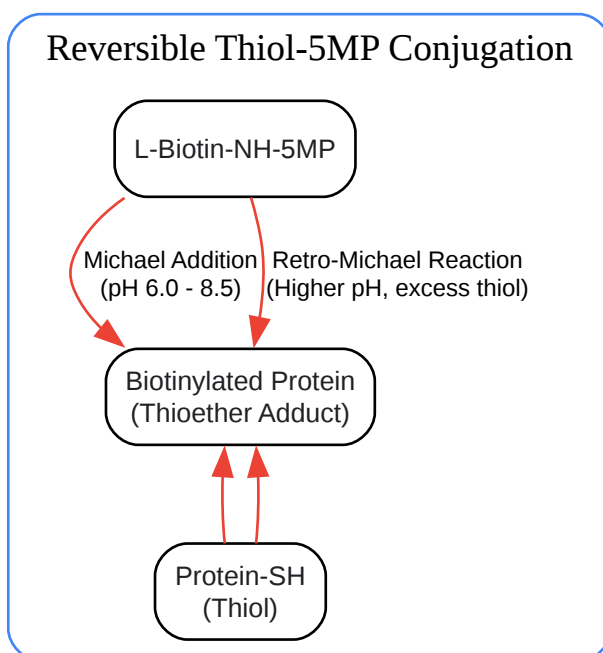 Reversible Thiol-5MP Conjugation
L-Biotin-NH-5MP
Michael Addition
(pH 6.0 - 8.5)
Retro-Michael Reaction
(Higher pH, excess thiol)
Biotinylated Protein
(Thioether Adduct)
Protein-SH
(Thiol)